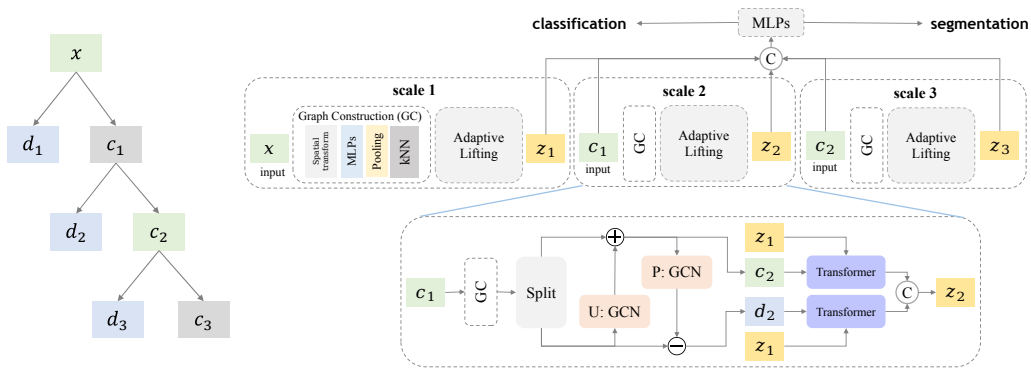 x
d₁
c₁
d₂
c₂
d₃
c₃
classification
MLPs
segmentation
C
scale 1
scale 2
scale 3
x
input
Graph Construction (GC)
Spatial transform
MLPs
Pooling
kNN
Adaptive
Lifting
z₁
c₁
input
GC
Adaptive
Lifting
z₂
c₂
input
GC
Adaptive
Lifting
z₃
c₁
GC
Split
+
U: GCN
P: GCN
−
z₁
c₂
Transformer
d₂
Transformer
z₁
C
z₂